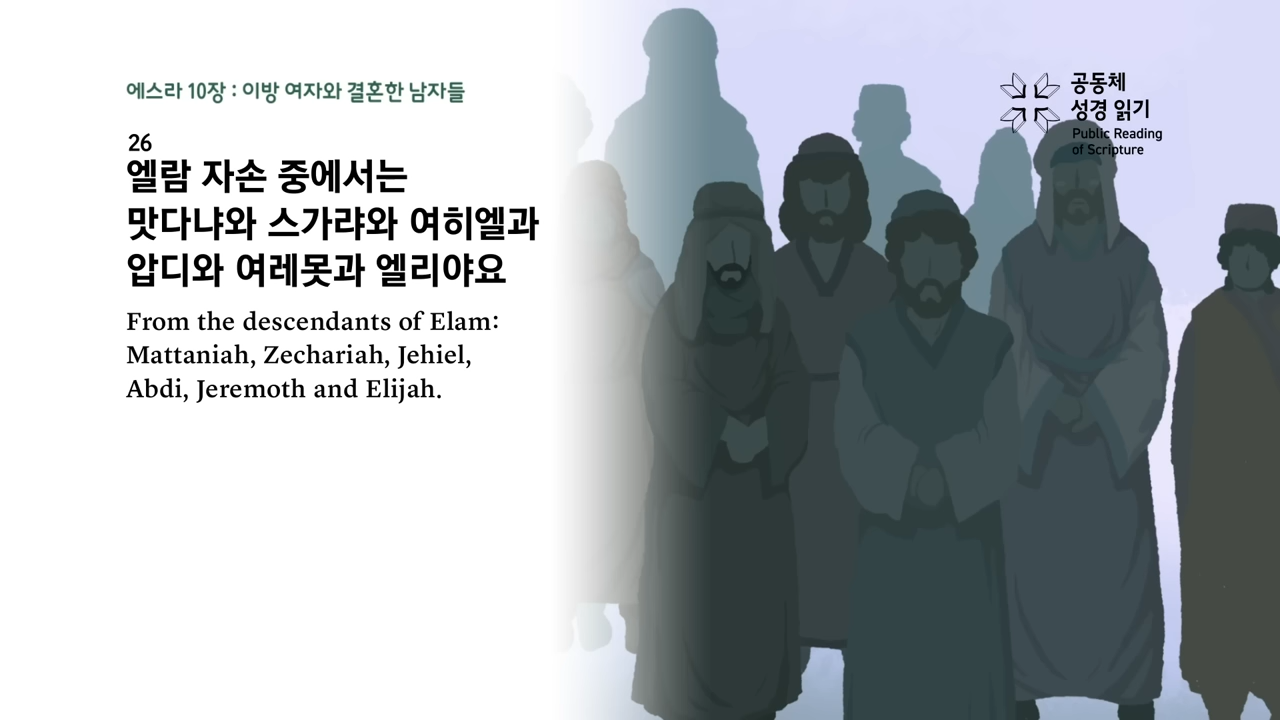 에스라 10장 : 이방 여자와 결혼한 남자들
26
엘람 자손 중에서는
맛다냐와 스가랴와 여히엘과
압디와 여레못과 엘리야요
From the descendants of Elam:
Mattaniah, Zechariah, Jehiel,
Abdi, Jeremoth and Elijah.
공동체
성경 읽기
Public Reading
of Scripture